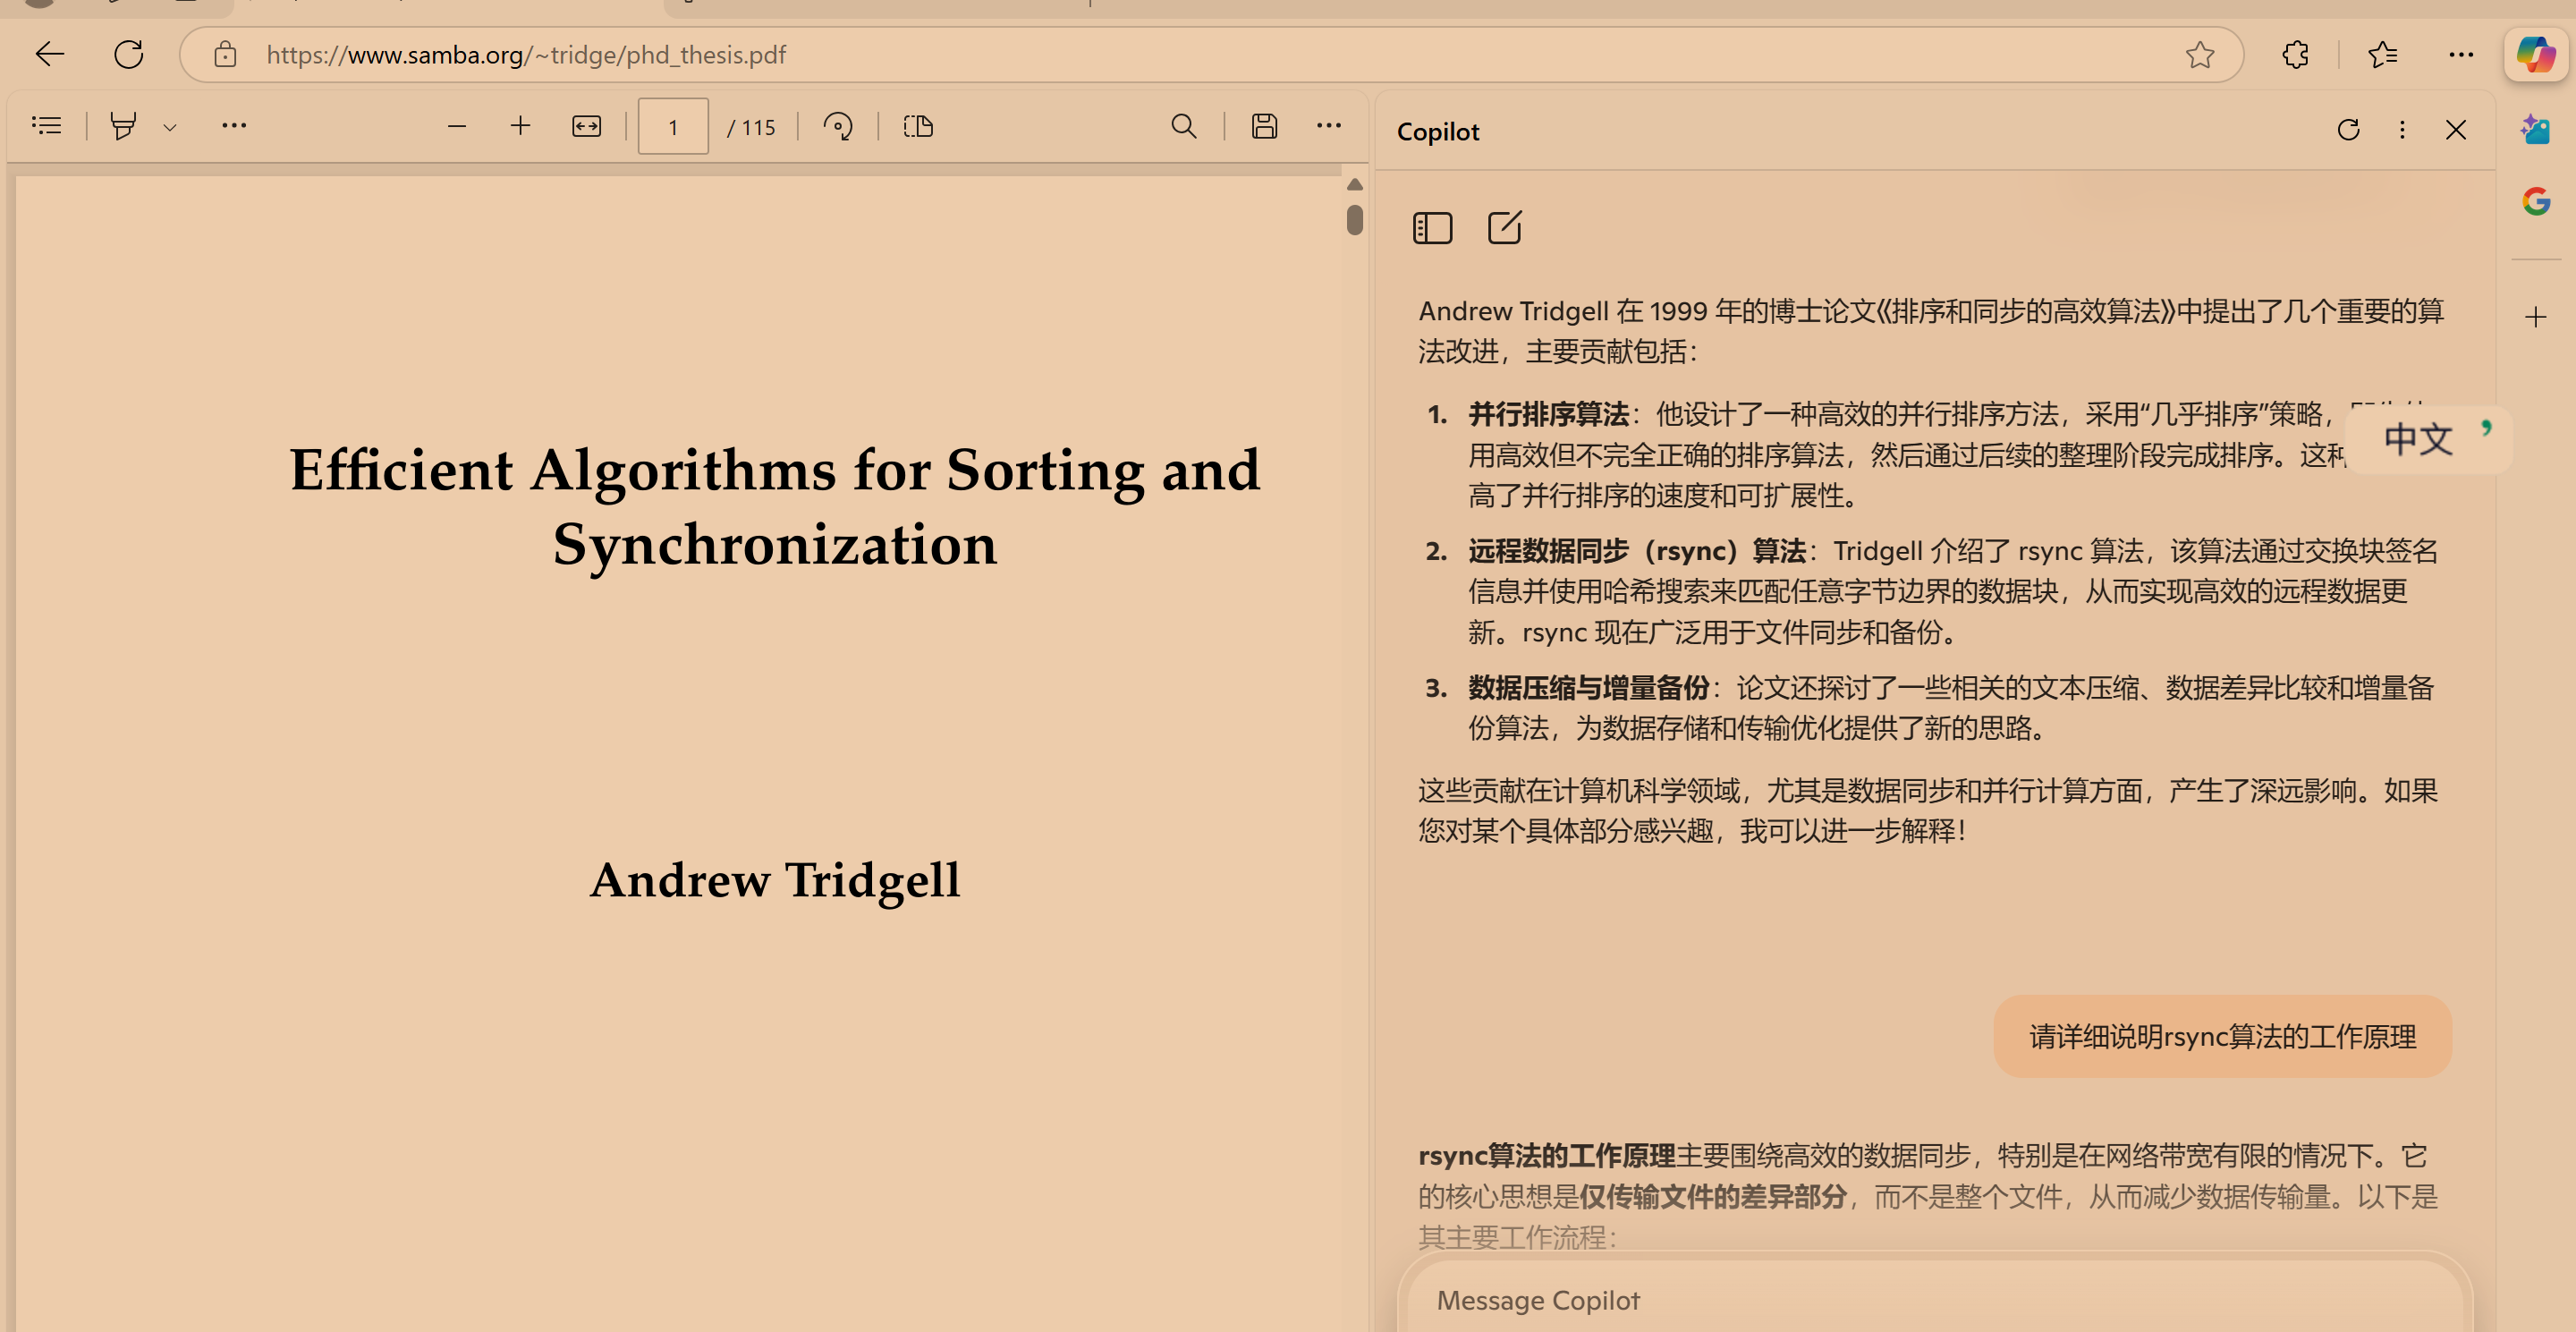 https://www.samba.org/~tridge/phd_thesis.pdf
1 / 115
Efficient Algorithms for Sorting and
Synchronization
Andrew Tridgell
Copilot
Andrew Tridgell 在 1999 年的博士论文《排序和同步的高效算法》中提出了几个重要的算
法改进，主要贡献包括：
1. 并行排序算法：他设计了一种高效的并行排序方法，采用“几乎排序”策略，
用高效但不完全正确的排序算法，然后通过后续的整理阶段完成排序。这种
高了并行排序的速度和可扩展性。
中文
2. 远程数据同步（rsync）算法：Tridgell 介绍了 rsync 算法，该算法通过交换块签名
信息并使用哈希搜索来匹配任意字节边界的数据块，从而实现高效的远程数据更
新。rsync 现在广泛用于文件同步和备份。
3. 数据压缩与增量备份：论文还探讨了一些相关的文本压缩、数据差异比较和增量备
份算法，为数据存储和传输优化提供了新的思路。
这些贡献在计算机科学领域，尤其是数据同步和并行计算方面，产生了深远影响。如果
您对某个具体部分感兴趣，我可以进一步解释！
请详细说明rsync算法的工作原理
rsync算法的工作原理主要围绕高效的数据同步，特别是在网络带宽有限的情况下。它
的核心思想是仅传输文件的差异部分，而不是整个文件，从而减少数据传输量。以下是
其主要工作流程：
Message Copilot